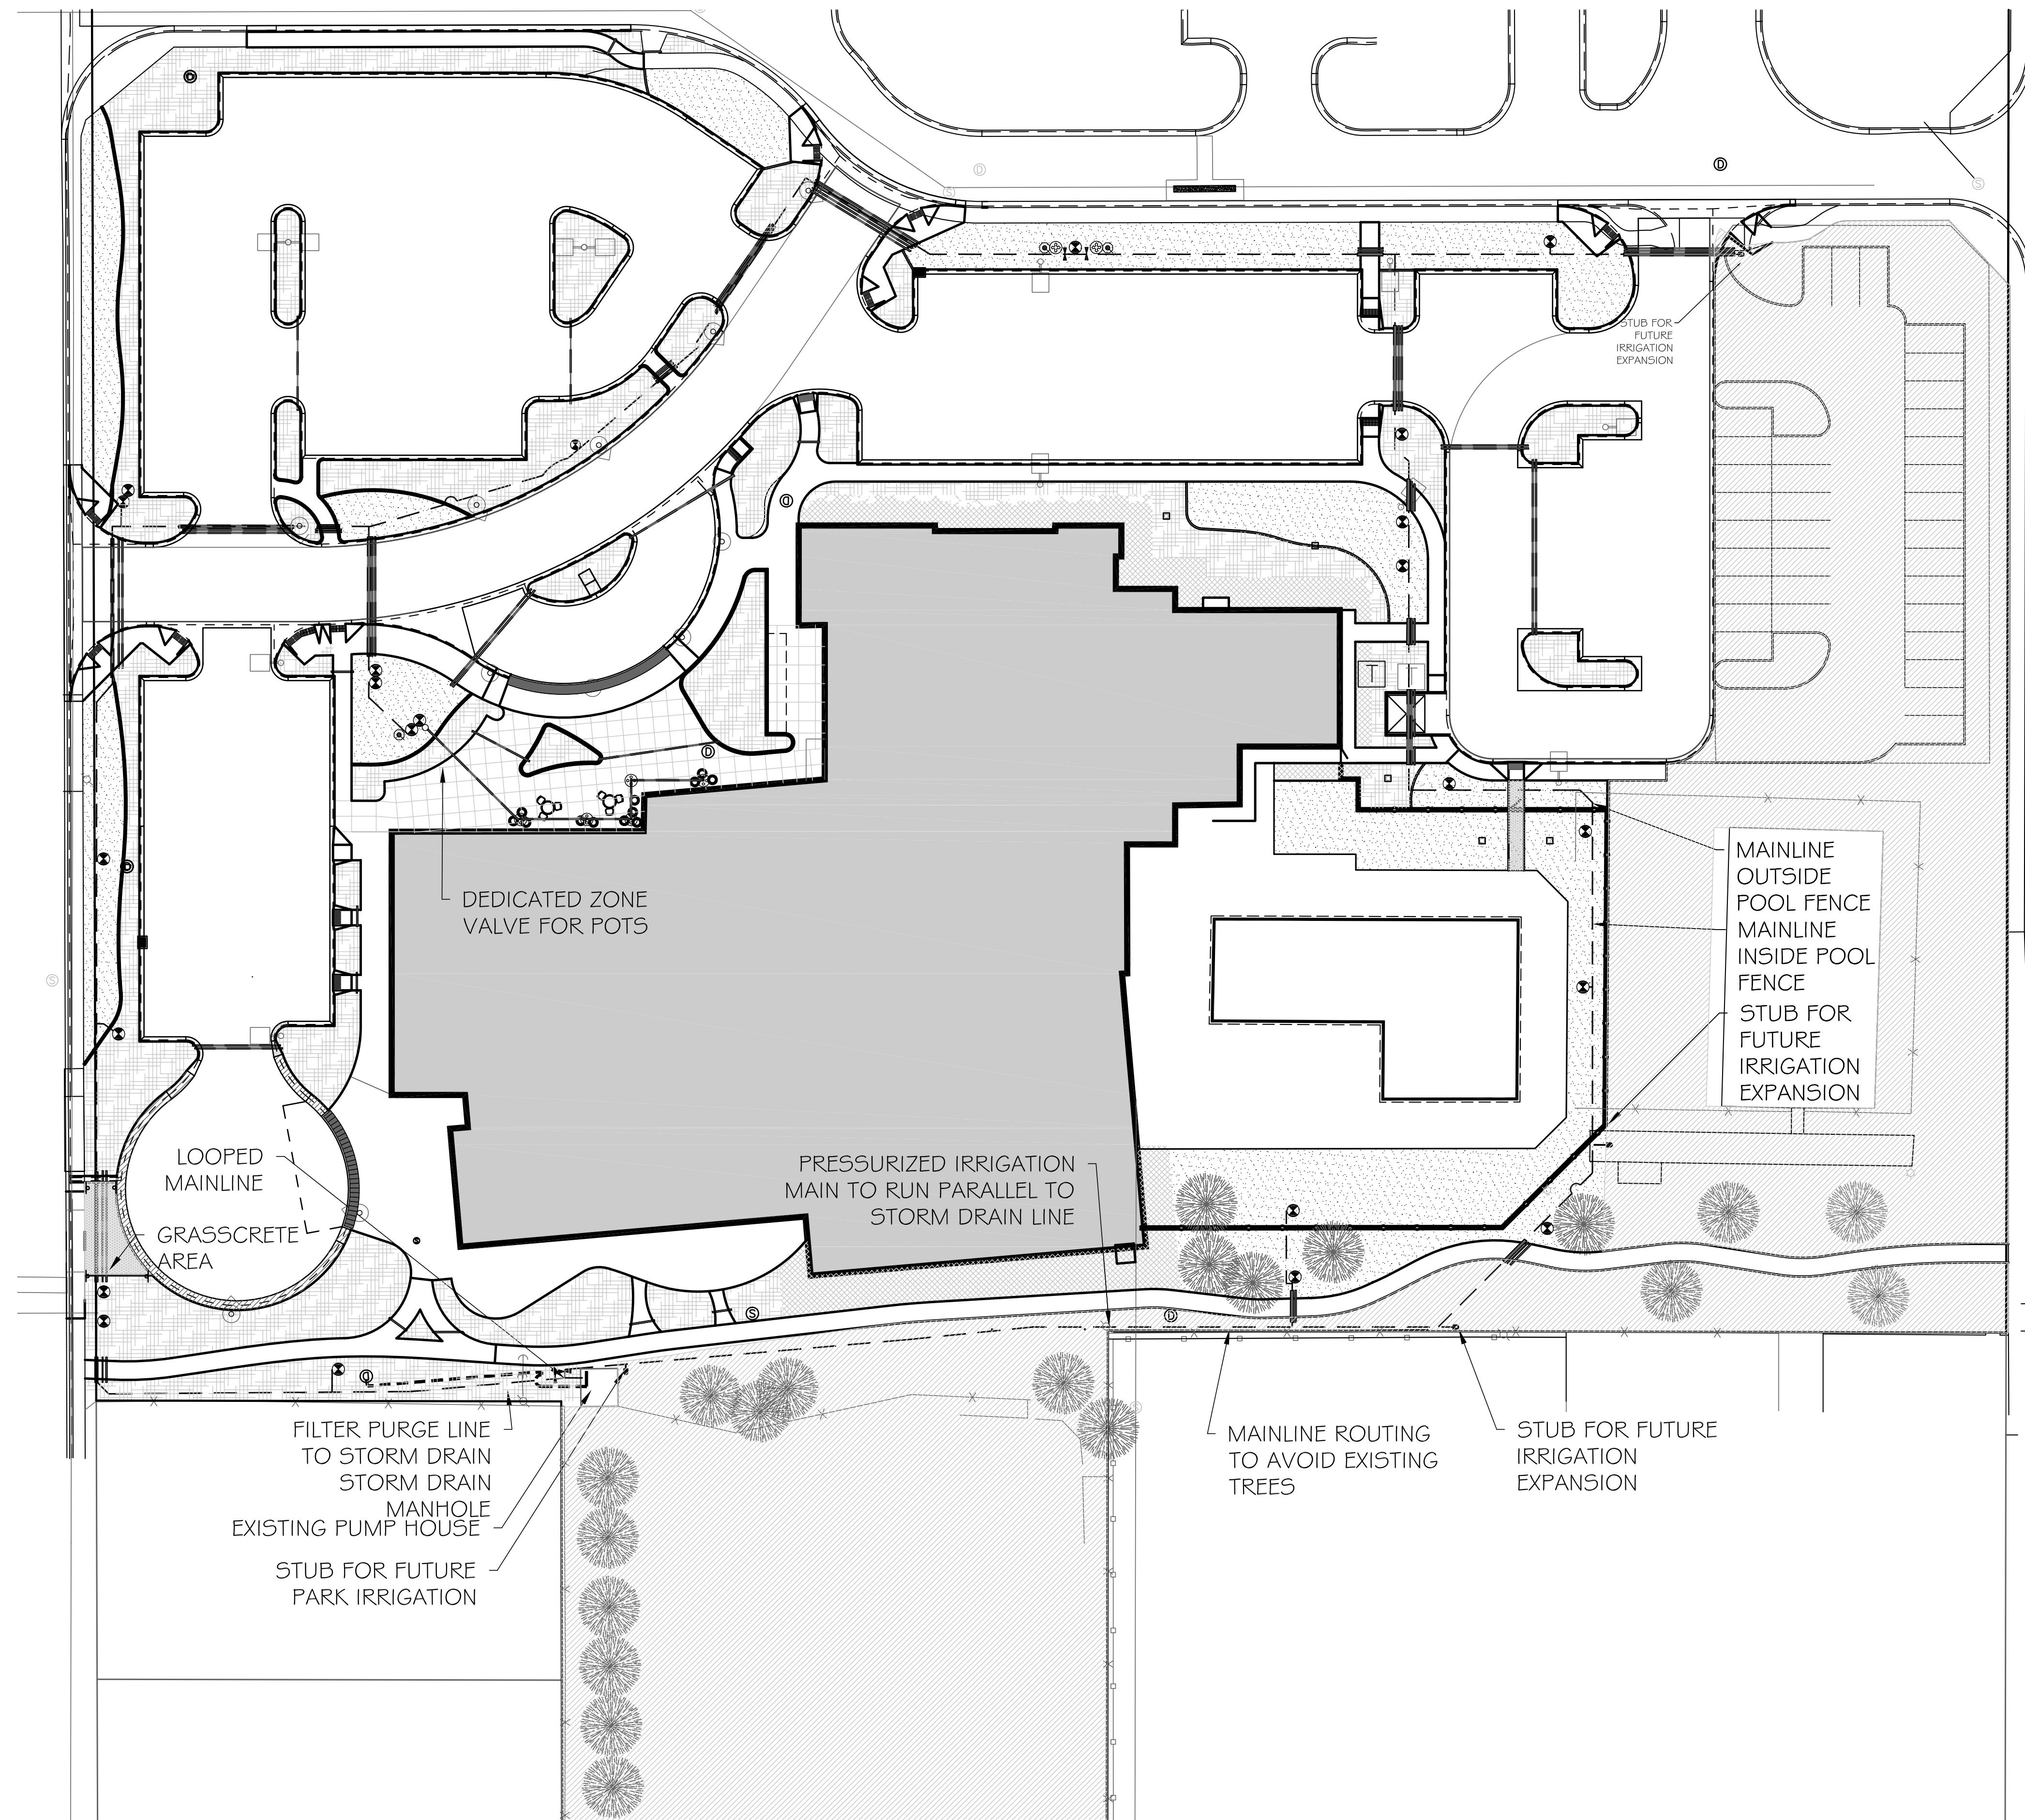 STUB FOR
FUTURE
IRRIGATION
EXPANSION
D
D
S
S
S
D
D
D
DEDICATED ZONE
VALVE FOR POTS
MAINLINE
OUTSIDE
POOL FENCE
MAINLINE
INSIDE POOL
FENCE
STUB FOR
FUTURE
IRRIGATION
EXPANSION
S
LOOPED
MAINLINE
GRASSCRETE
AREA
PRESSURIZED IRRIGATION
MAIN TO RUN PARALLEL TO
STORM DRAIN LINE
S
D
FILTER PURGE LINE
TO STORM DRAIN
STORM DRAIN
MANHOLE
EXISTING PUMP HOUSE
STUB FOR FUTURE
PARK IRRIGATION
MAINLINE ROUTING
TO AVOID EXISTING
TREES
STUB FOR FUTURE
IRRIGATION
EXPANSION